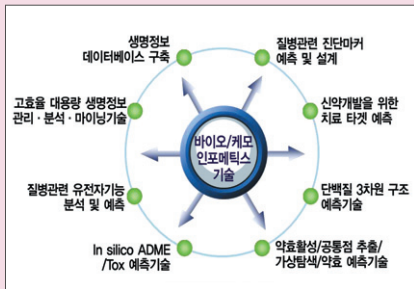 생명정보
데이터베이스 구축
질병관련 진단마커
예측 및 설계
고효율 대용량 생명정보
관리·분석·마이닝기술
신약개발을 위한
치료 타겟 예측
바이오/케모
인포메틱스
기술
질병관련 유전자기능
분석 및 예측
단백질 3차원 구조
예측기술
In silico ADME
/Tox 예측기술
약효활성/공통점 추출/
가상탐색/약효 예측기술